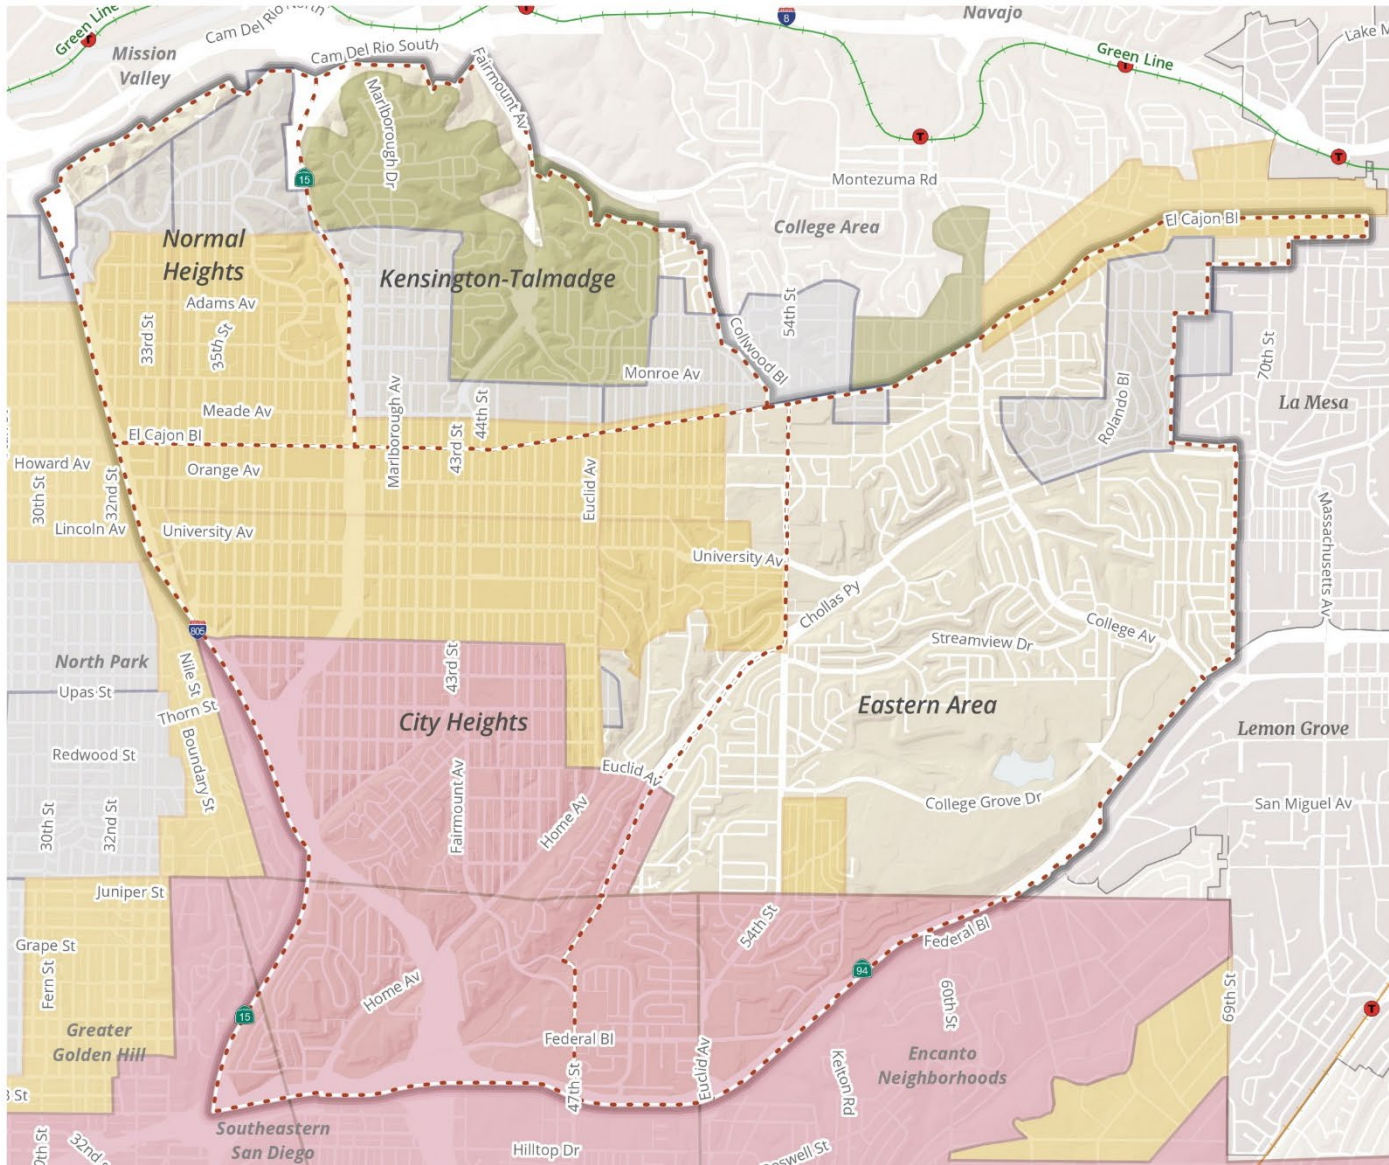 Green Line
Cam Del Rio North
8
Navajo
Mission
Valley
Cam Del Rio South
Fairmount Av
Green Line
Marlborough Dr
15
Montezuma Rd
College Area
El Cajon Bl
Normal
Heights
Kensington-Talmadge
Adams Av
33rd St
35th St
54th St
Collwood Bl
Monroe Av
70th St
Rolando Bl
La Mesa
Meade Av
Marlborough Av
44th St
43rd St
El Cajon Bl
Howard Av
Orange Av
30th St
32nd St
Euclid Av
Lincoln Av
University Av
University Av
Massachusetts Av
Chollas Py
College Av
Streamview Dr
805
North Park
Nile St
43rd St
Upas St
Thorn St
City Heights
Eastern Area
Lemon Grove
Redwood St
Boundary St
Euclid Av
30th St
32nd St
Fairmount Av
Home Av
College Grove Dr
San Miguel Av
Juniper St
54th St
Federal Bl
Grape St
Fern St
Home Av
94
60th St
69th St
15
Greater
Golden Hill
Federal Bl
Euclid Av
Kelton Rd
Encanto
Neighborhoods
47th St
B St
Southeastern
San Diego
Hilltop Dr
T
T
T
T